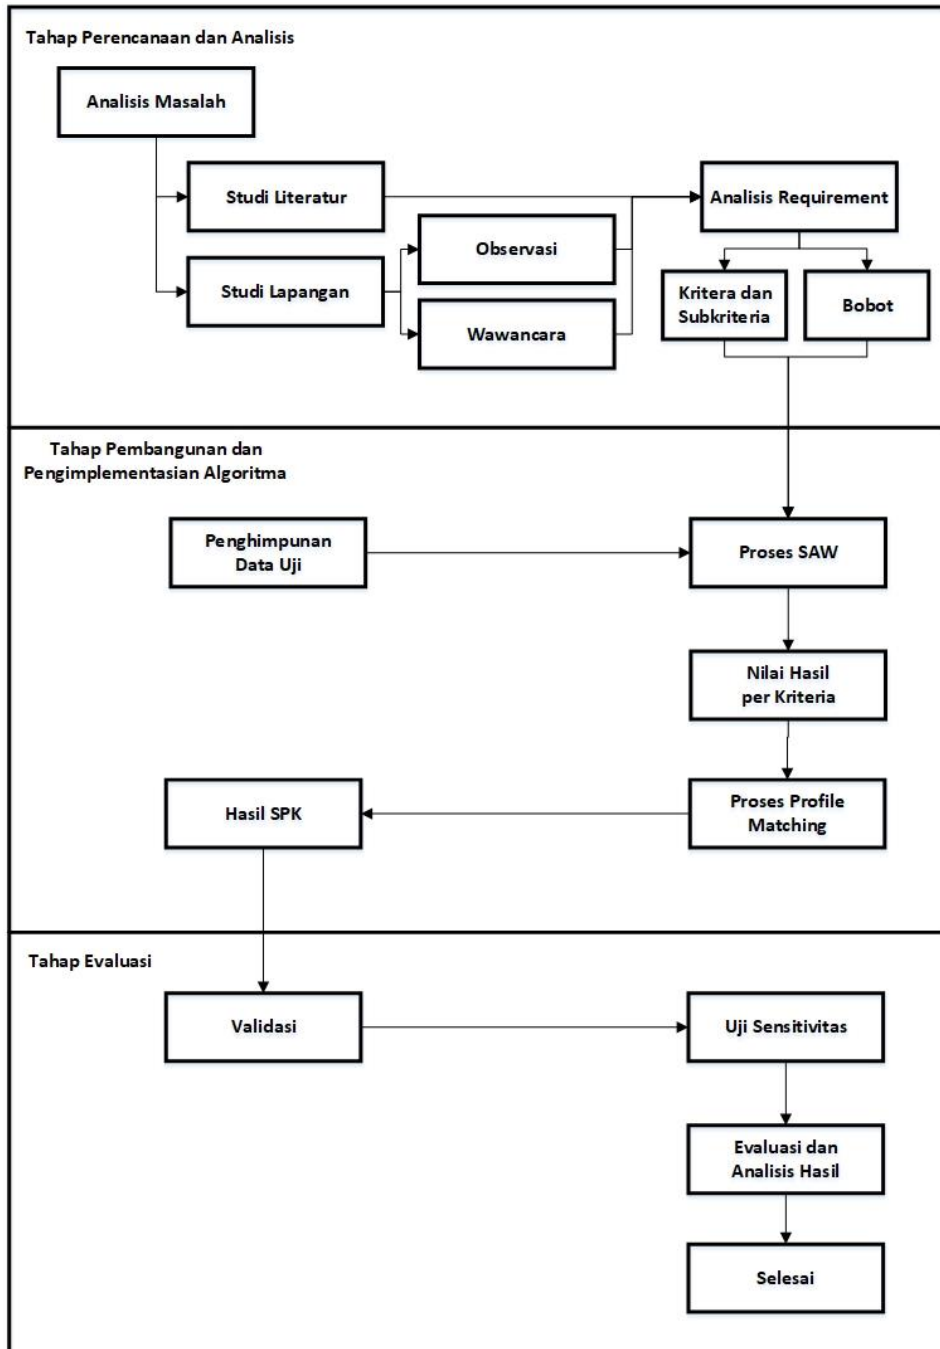 Tahap Perencanaan dan Analisis
Analisis Masalah
Studi Literatur
Analisis Requirement
Observasi
Studi Lapangan
Kritera dan
Subkriteria
Bobot
Wawancara
Tahap Pembangunan dan
Pengimplementasian Algoritma
Penghimpunan
Data Uji
Proses SAW
Nilai Hasil
per Kriteria
Hasil SPK
Proses Profile
Matching
Tahap Evaluasi
Validasi
Uji Sensitivitas
Evaluasi dan
Analisis Hasil
Selesai